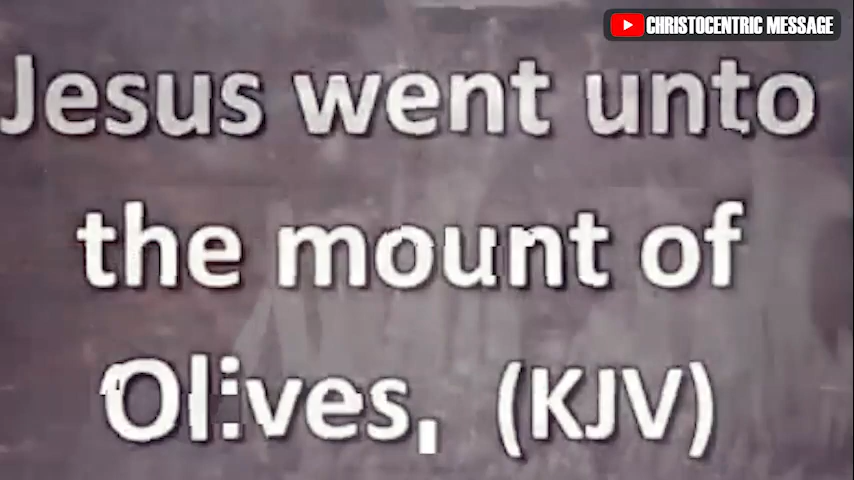 CHRISTOCENTRIC MESSAGE
Jesus went unto
the mount of
Olives, (KJV)